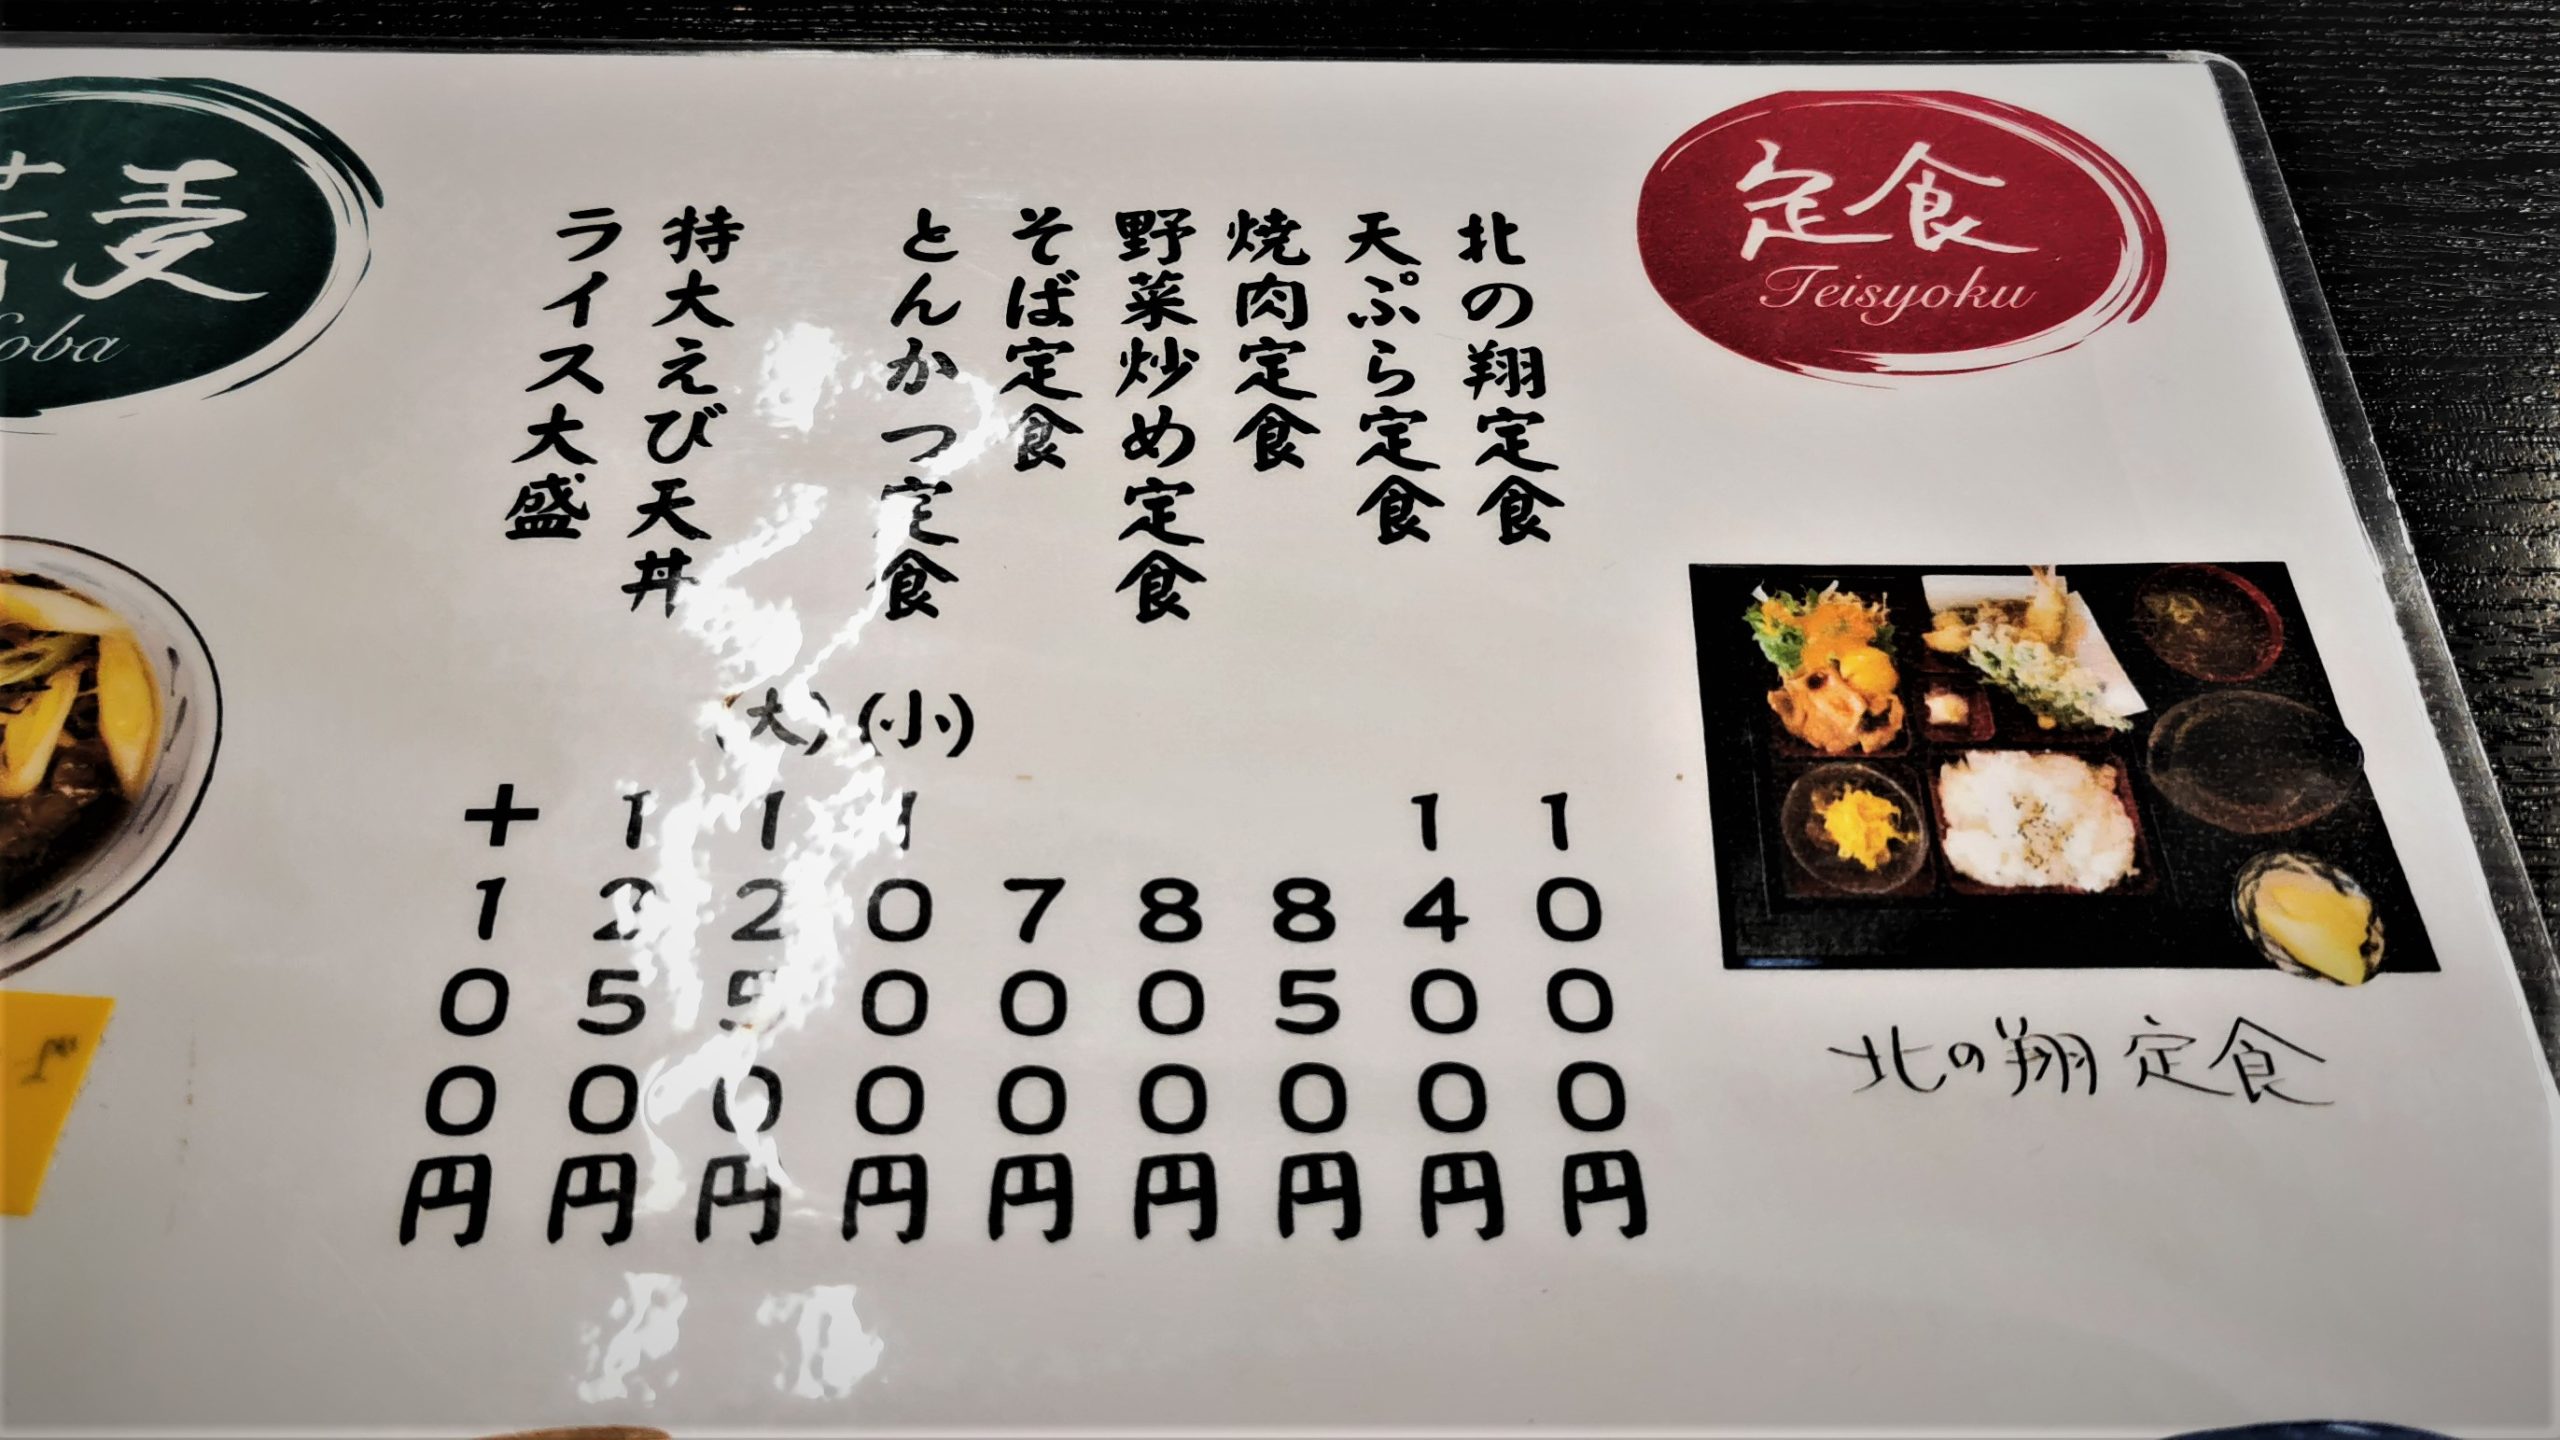 定食
Teisyoku
北の翔定食 1000円
天ぷら定食 1400円
焼肉定食 850円
野菜炒め定食 800円
そば定食 700円
とんかつ定食 (小) 1000円
(大) 1250円
特大えび天丼 1250円
ライス大盛 +100円
北の翔定食
麦
oba